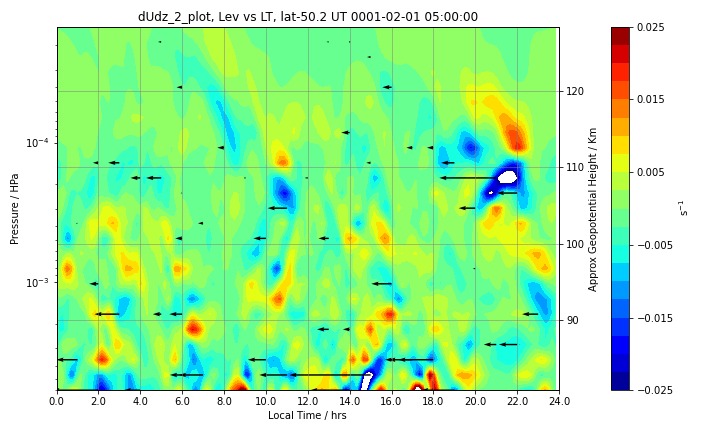 dUdz_2_plot, Lev vs LT, lat-50.2 UT 0001-02-01 05:00:00
Pressure / HPa
10⁻⁴
10⁻³
0.0 2.0 4.0 6.0 8.0 10.0 12.0 14.0 16.0 18.0 20.0 22.0 24.0
Local Time / hrs
120
110
100
90
Approx Geopotential Height / Km
0.025
0.015
0.005
−0.005
−0.015
−0.025
s⁻¹